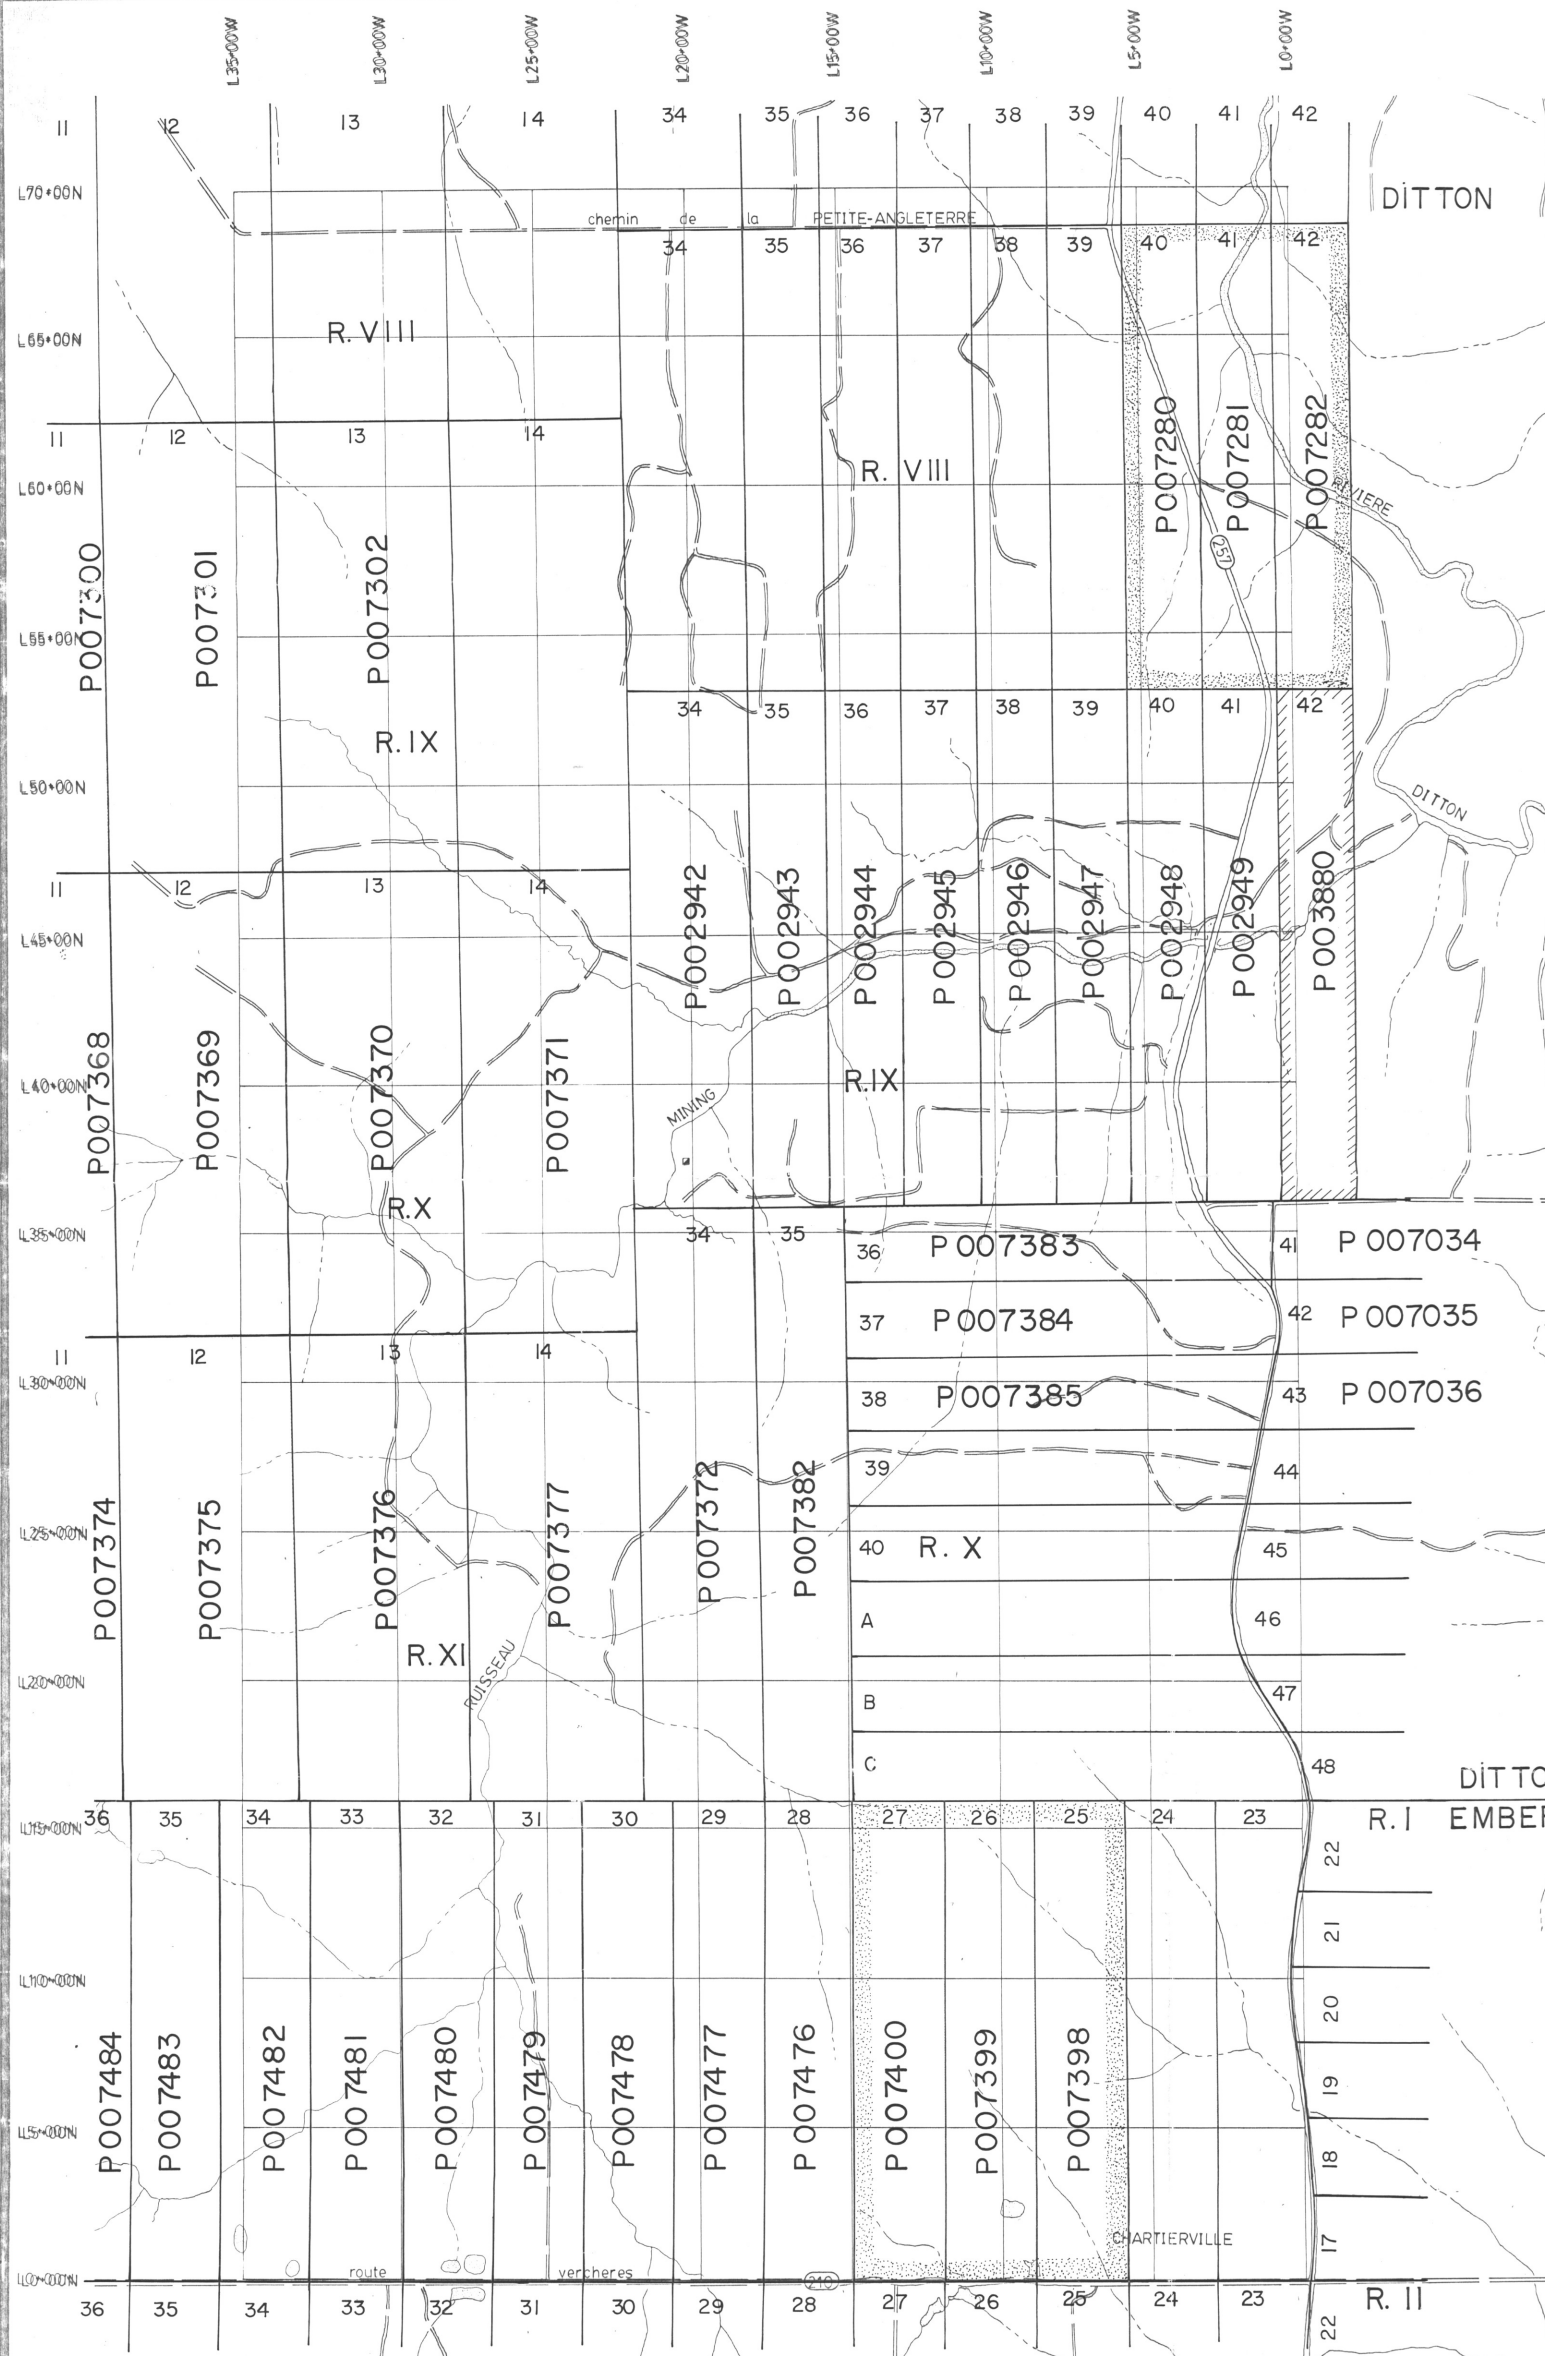 L35+00W L30+00W L25+00W L20+00W L15+00W L10+00W L5+00W L0+00W
11 12 13 14 34 35 36 37 38 39 40 41 42
L70+00N
DITTON
chemin de la PETITE-ANGLETERRE
34 35 36 37 38 39 40 41 42
R. VIII
L65+00N
11 12 13 14
R. VIII
P007280 P007281 P007282
L60+00N
RIVIERE
257
P007300 P007301 P007302
L55+00N
34 35 36 37 38 39 40 41 42
R. IX
L50+00N
DITTON
11 12 13 14
P002942 P002943 P002944 P002945 P002946 P002947 P002948 P002949 P003880
L45+00N
P007368 P007369 P007370 P007371
L40+00N
R.IX
MINING
R.X
L35+00N
34 35
36 P007383 41 P007034
37 P007384 42 P007035
11 12 13 14
L30+00N
38 P007385 43 P007036
39 44
P007374 P007375 P007376 P007377 P007372 P007382
L25+00N
40 R. X 45
A 46
R. XI
RUISSEAU
L20+00N
B 47
C 48
DITTO
36 35 34 33 32 31 30 29 28 27 26 25 24 23
R. I EMBER
L15+00N
22
21
L10+00N
20
P007484 P007483 P007482 P007481 P007480 P007479 P007478 P007477 P007476 P007400 P007399 P007398
19
L5+00N
18
CHARTIERVILLE
17
route vercheres
210
L0+00N
36 35 34 33 32 31 30 29 28 27 26 25 24 23
R. II
22